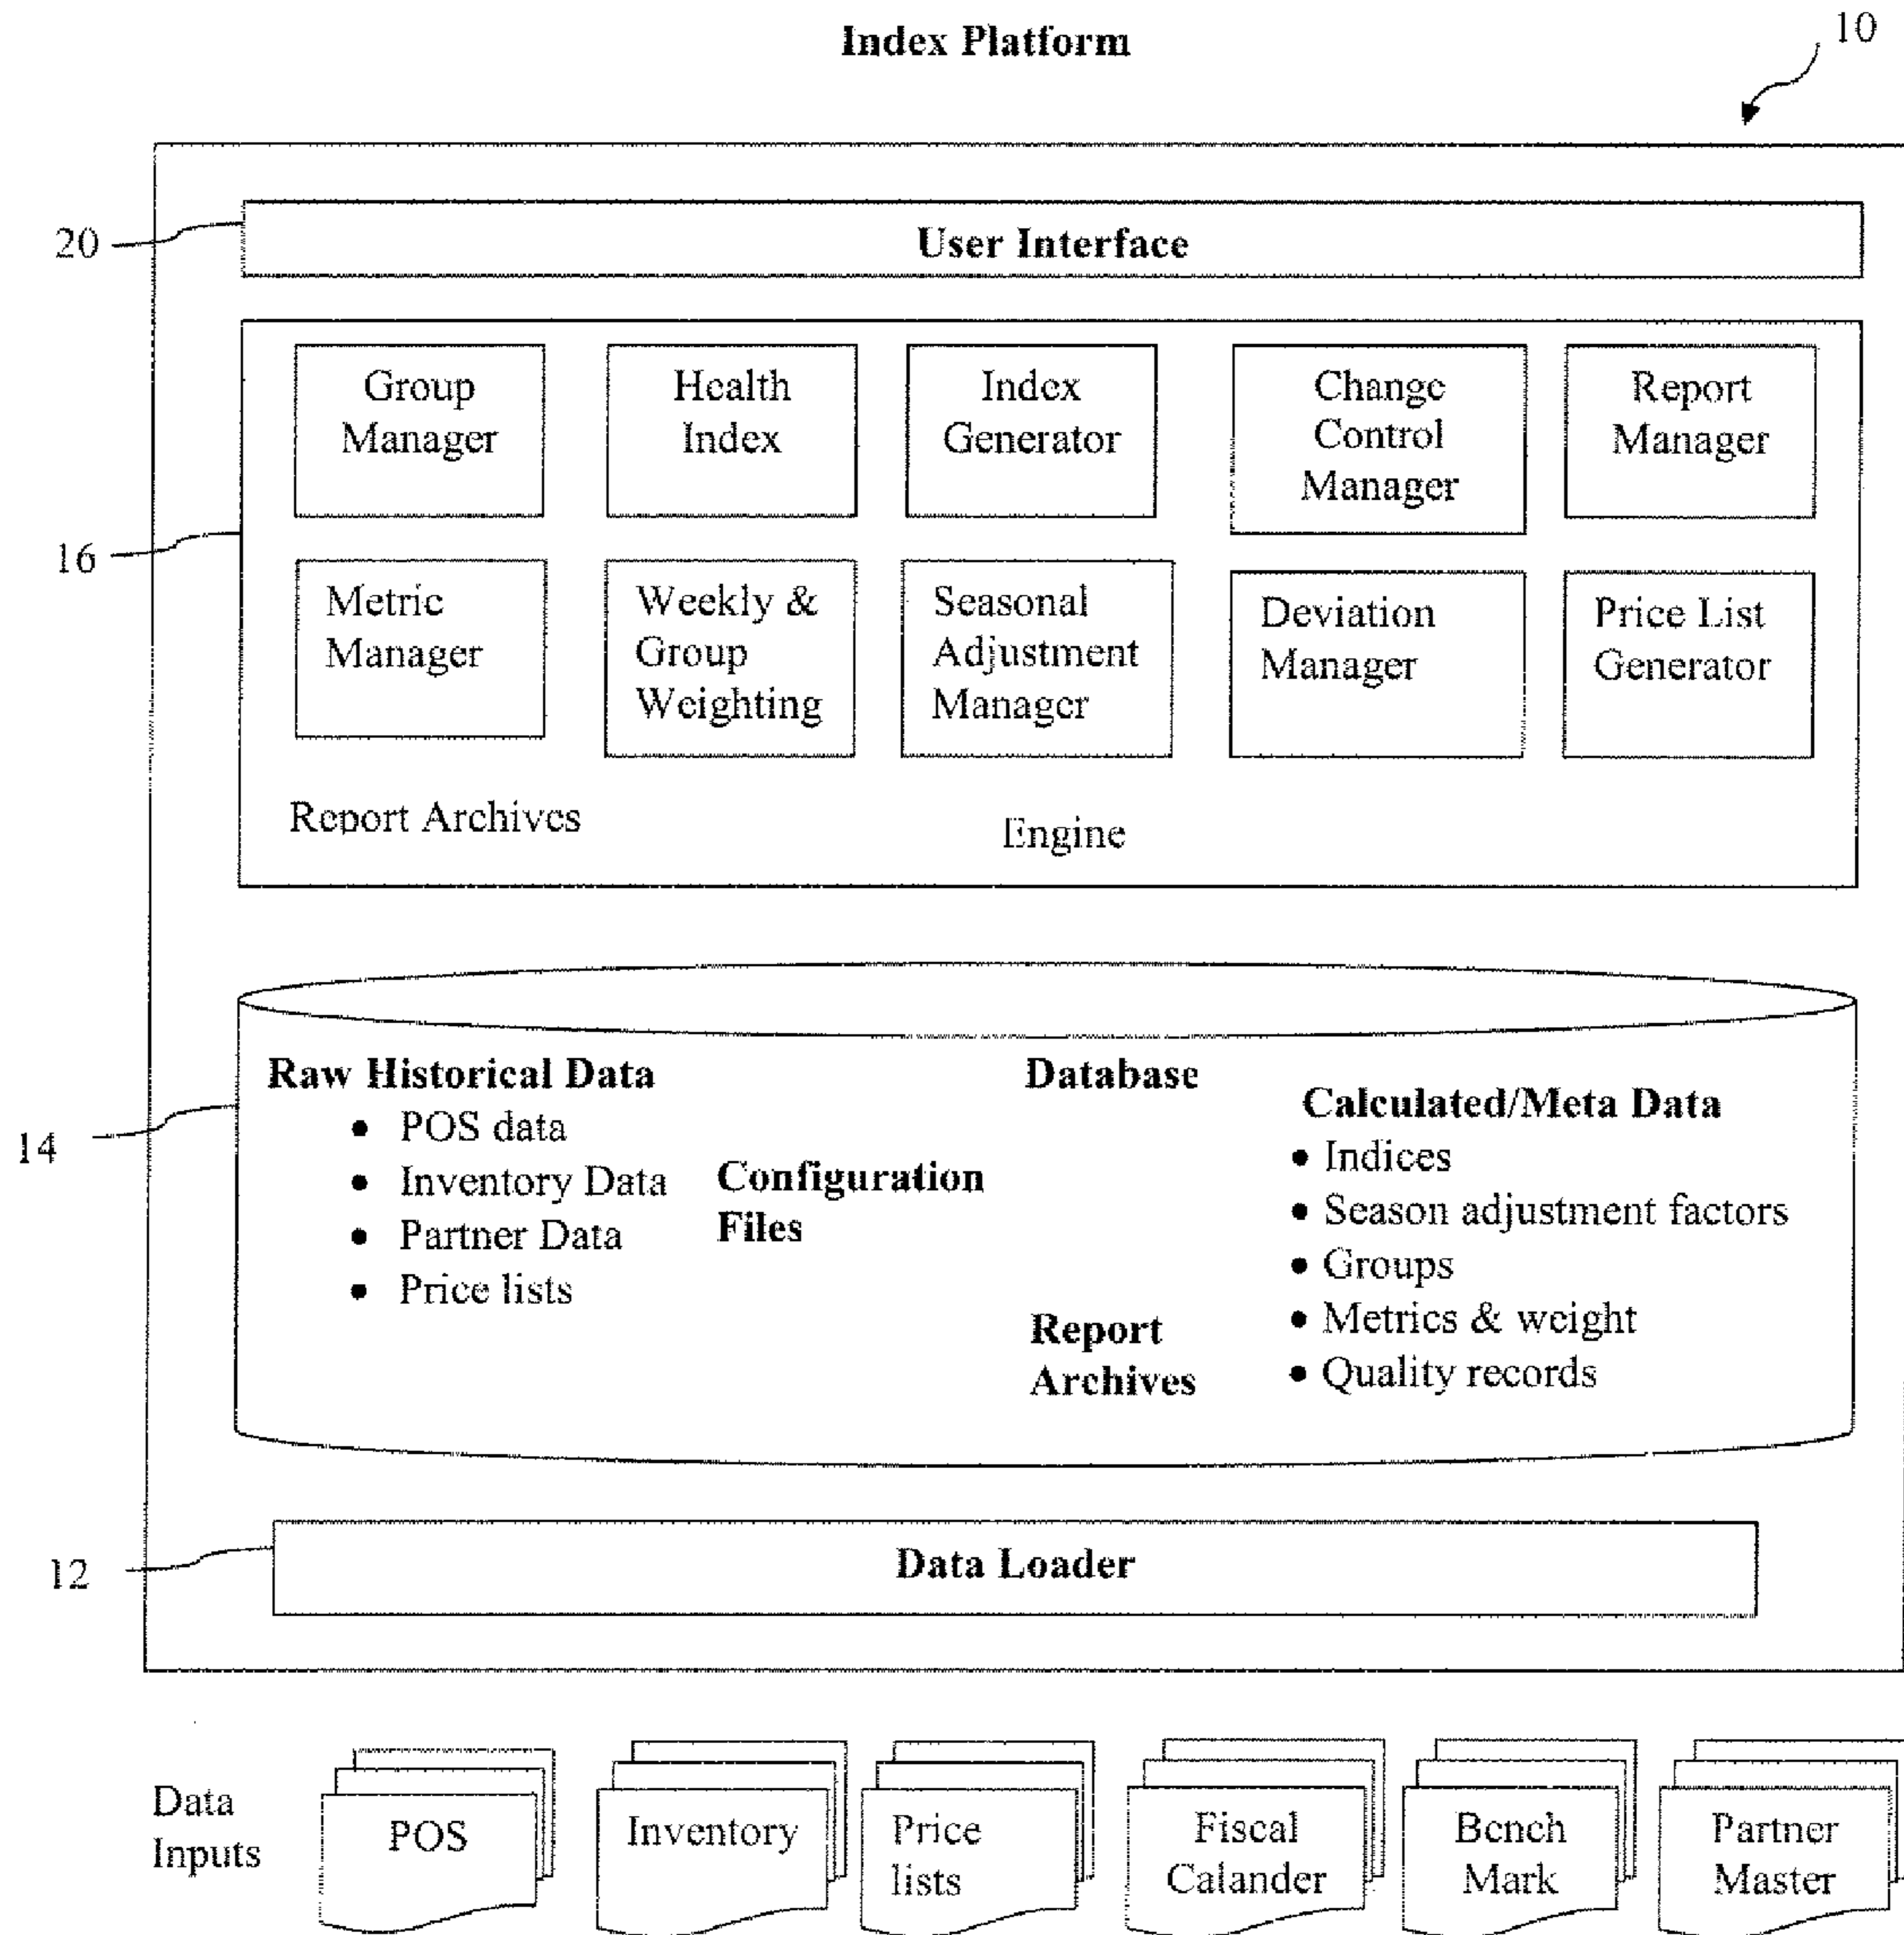 Index Platform
10
20
User Interface
Group
Manager
Health
Index
Index
Generator
Change
Control
Manager
Report
Manager
16
Metric
Manager
Weekly &
Group
Weighting
Seasonal
Adjustment
Manager
Deviation
Manager
Price List
Generator
Report Archives
Engine
14
Raw Historical Data
• POS data
• Inventory Data
• Partner Data
• Price lists
Configuration
Files
Database
Report
Archives
Calculated/Meta Data
• Indices
• Season adjustment factors
• Groups
• Metrics & weight
• Quality records
12
Data Loader
Data
Inputs
POS
Inventory
Price
lists
Fiscal
Calander
Bench
Mark
Partner
Master